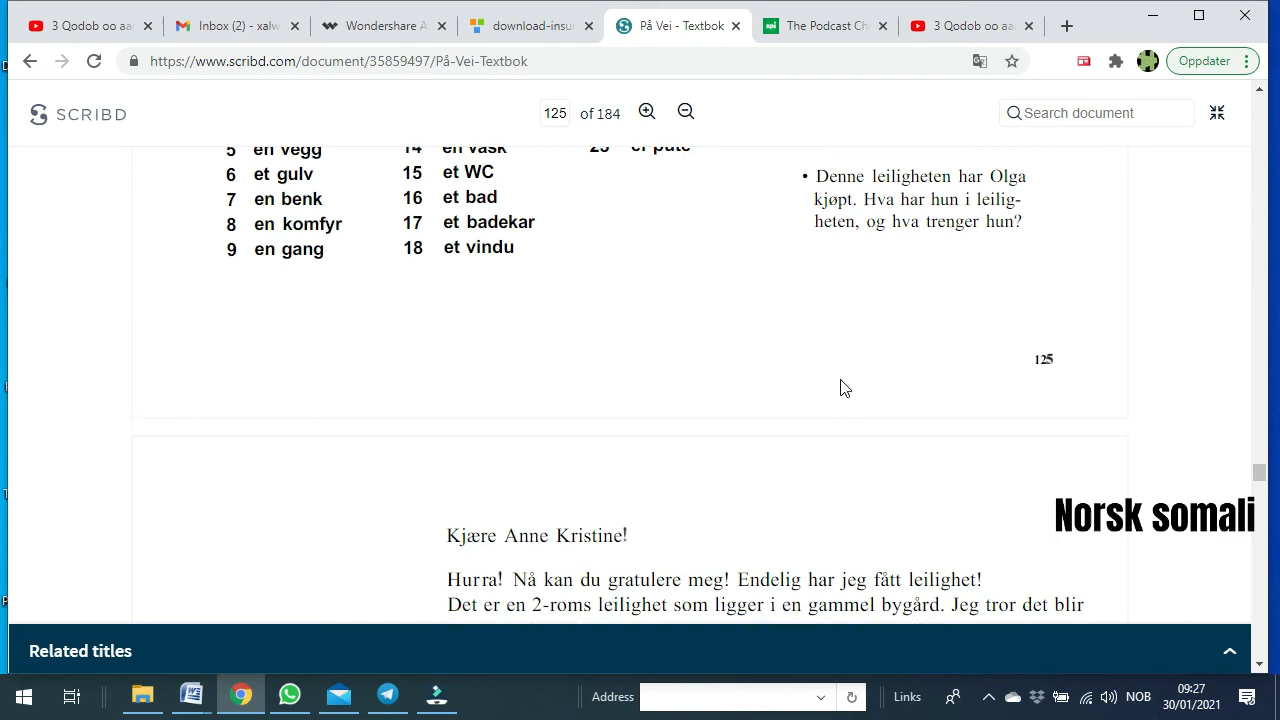 3 Qodob oo aa
Inbox (2) - xalw
Wondershare A
download-insu
På Vei - Textbok
The Podcast Ch
3 Qodob oo aa
https://www.scribd.com/document/35859497/På-Vei-Textbok
Oppdater
SCRIBD
125 of 184
Search document
5 en vegg
14 en vask
6 et gulv
15 et WC
7 en benk
16 et bad
8 en komfyr
17 et badekar
9 en gang
18 et vindu
• Denne leiligheten har Olga
kjøpt. Hva har hun i leilig-
heten, og hva trenger hun?
125
Norsk somali
Kjære Anne Kristine!
Hurra! Nå kan du gratulere meg! Endelig har jeg fått leilighet!
Det er en 2-roms leilighet som ligger i en gammel bygård. Jeg tror det blir
Related titles
Address
Links
NOB
09:27
30/01/2021